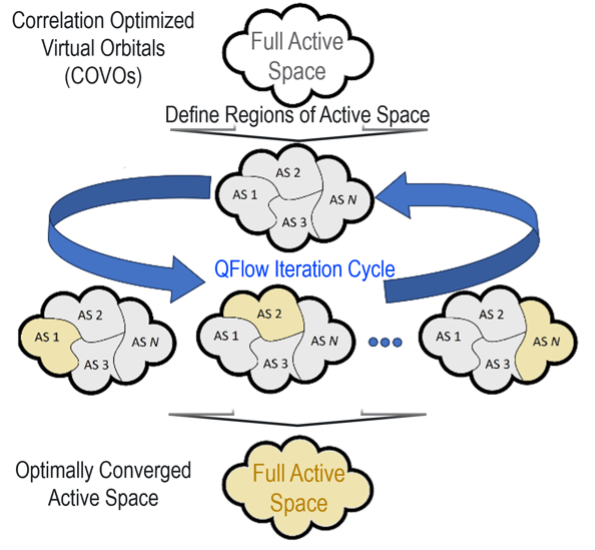 Correlation Optimized
Virtual Orbitals
(COVOs)
Full Active
Space
Define Regions of Active Space
AS 1
AS 2
AS 3
AS N
QFlow Iteration Cycle
AS 1
AS 2
AS 3
AS N
AS 1
AS 2
AS 3
AS N
AS 1
AS 2
AS 3
AS N
Optimally Converged
Active Space
Full Active
Space